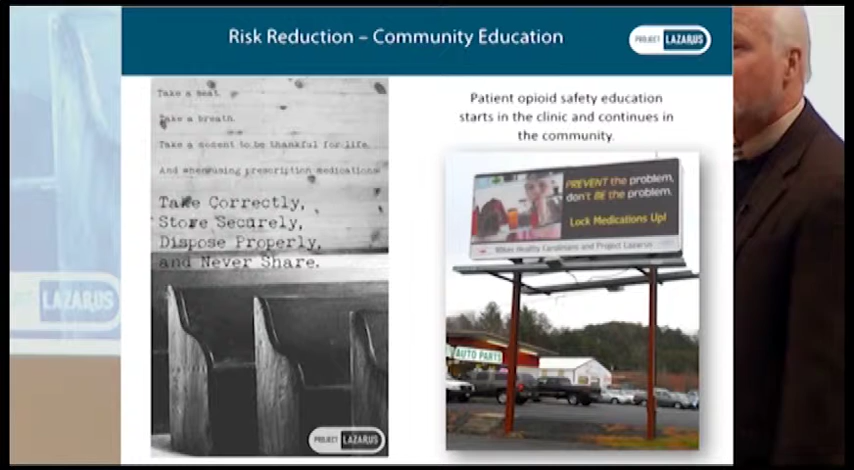 Risk Reduction – Community Education
PROJECT LAZARUS
Take a seat.
Take a breath.
Take a moment to be thankful for life.
And when using prescription medications
Take Correctly,
Store Securely,
Dispose Properly,
and Never Share.
PROJECT LAZARUS
Patient opioid safety education
starts in the clinic and continues in
the community.
PREVENT the problem,
don't BE the problem.
Lock Medications Up!
Wilkes Healthy Carolinians and Project Lazarus
AUTO PARTS
LAZARUS